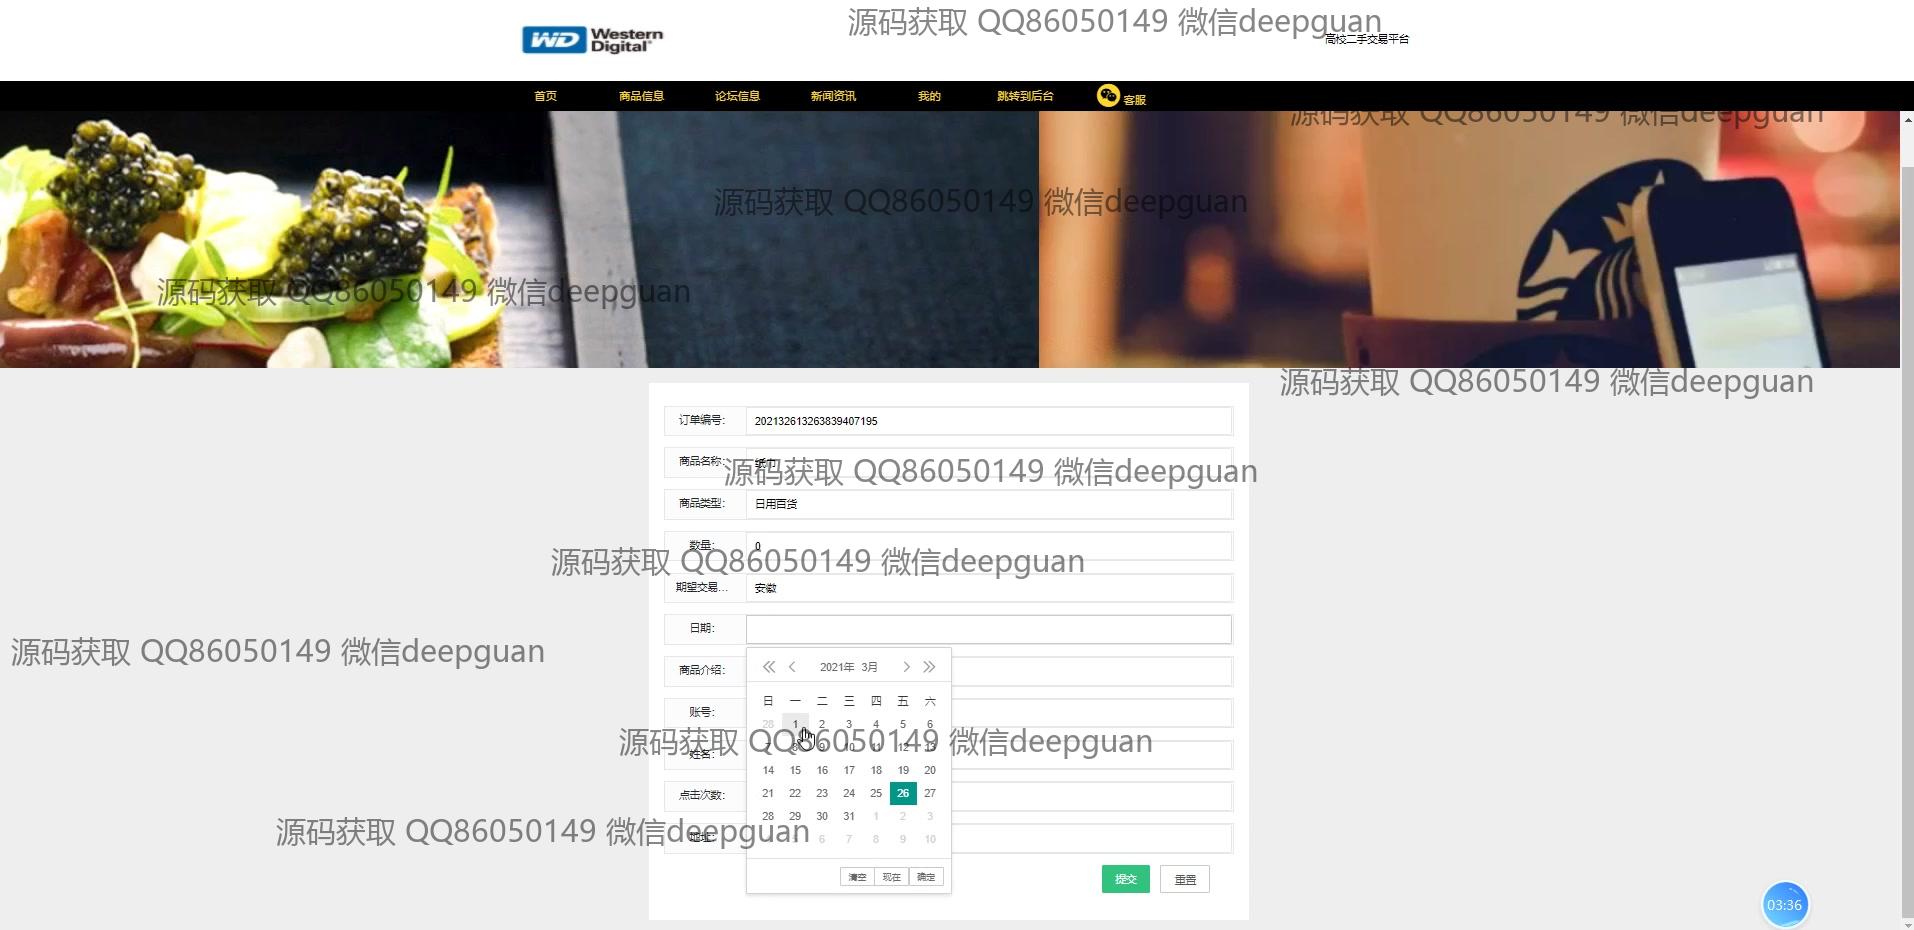 源码获取 QQ86050149 微信deepguan
WD Western Digital
高校二手交易平台
首页 商品信息 论坛信息 新闻资讯 我的 跳转到后台 客服
源码获取 QQ86050149 微信deepguan
源码获取 QQ86050149 微信deepguan
源码获取 QQ86050149 微信deepguan
源码获取 QQ86050149 微信deepguan
订单编号: 202132613263839407195
商品名称: 纸巾
源码获取 QQ86050149 微信deepguan
商品类型: 日用百货
数量: 0
源码获取 QQ86050149 微信deepguan
期望交易... 安徽
日期:
源码获取 QQ86050149 微信deepguan
商品介绍:
2021年 3月
日 一 二 三 四 五 六
账号:
28 1 2 3 4 5 6
源码获取 QQ86050149 微信deepguan
姓名:
7 8 9 10 11 12 13
14 15 16 17 18 19 20
点击次数:
21 22 23 24 25 26 27
28 29 30 31 1 2 3
源码获取 QQ86050149 微信deepguan
地址:
5 6 7 8 9 10
清空 现在 确定
提交 重置
03:36